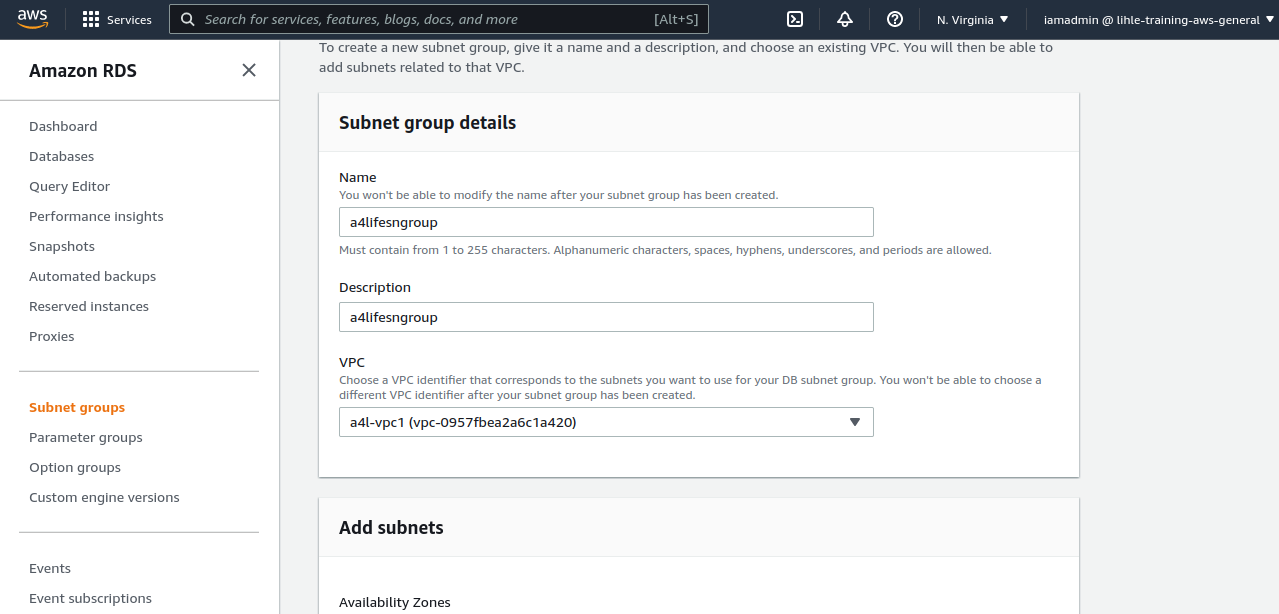 aws
Services
Search for services, features, blogs, docs, and more
[Alt+S]
N. Virginia
iamadmin @ lihle-training-aws-general
Amazon RDS
Dashboard
Databases
Query Editor
Performance insights
Snapshots
Automated backups
Reserved instances
Proxies
Subnet groups
Parameter groups
Option groups
Custom engine versions
Events
Event subscriptions
To create a new subnet group, give it a name and a description, and choose an existing VPC. You will then be able to
add subnets related to that VPC.
Subnet group details
Name
You won't be able to modify the name after your subnet group has been created.
a4lifesngroup
Must contain from 1 to 255 characters. Alphanumeric characters, spaces, hyphens, underscores, and periods are allowed.
Description
a4lifesngroup
VPC
Choose a VPC identifier that corresponds to the subnets you want to use for your DB subnet group. You won't be able to choose a
different VPC identifier after your subnet group has been created.
a4l-vpc1 (vpc-0957fbea2a6c1a420)
Add subnets
Availability Zones